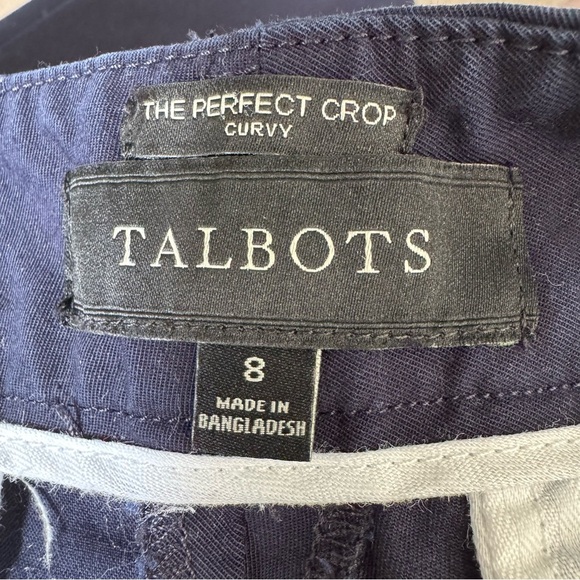 THE PERFECT CROP
CURVY
TALBOTS
8
MADE IN
BANGLADESH